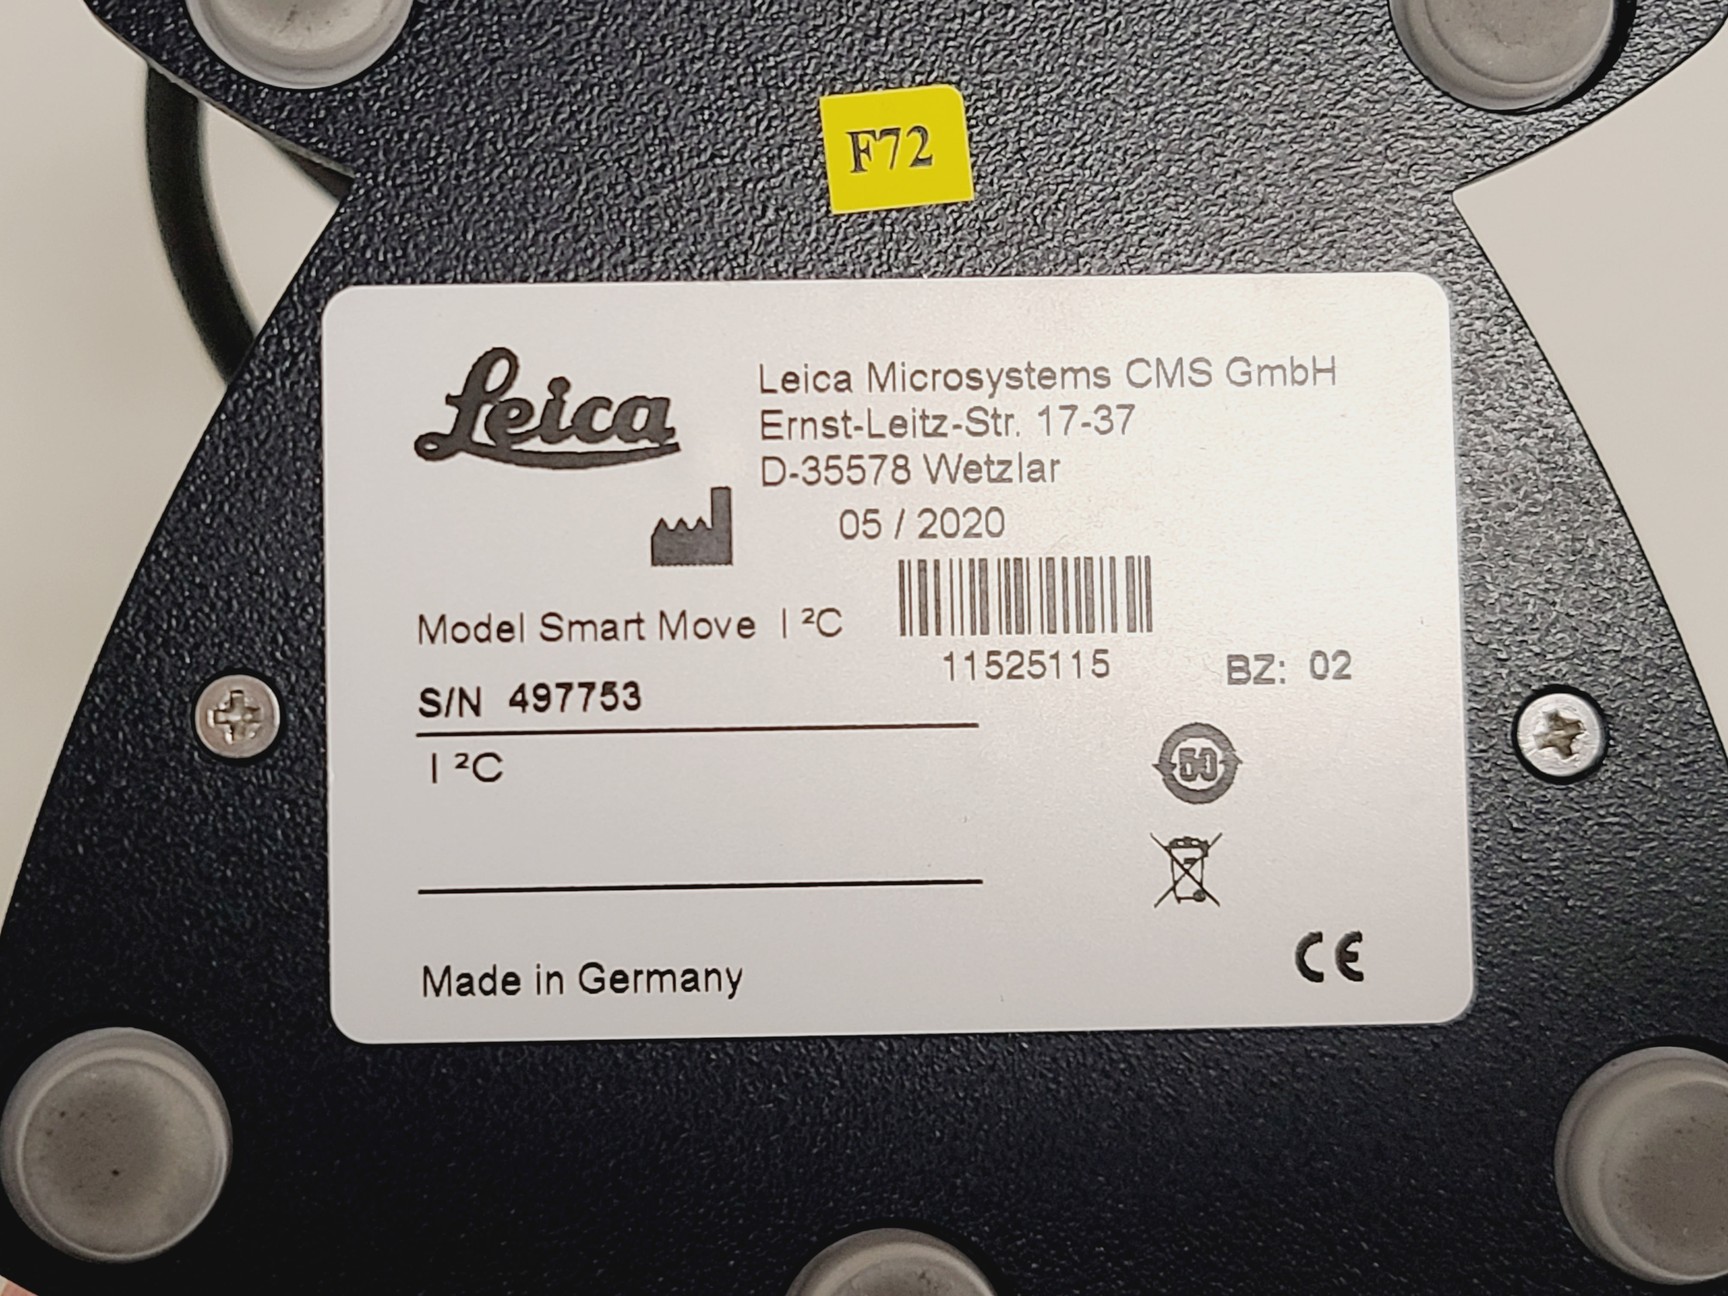 F72
Leica
Leica Microsystems CMS GmbH
Ernst-Leitz-Str. 17-37
D-35578 Wetzlar
05 / 2020
Model Smart Move I ²C
11525115
BZ: 02
S/N 497753
I ²C
50
Made in Germany
CE